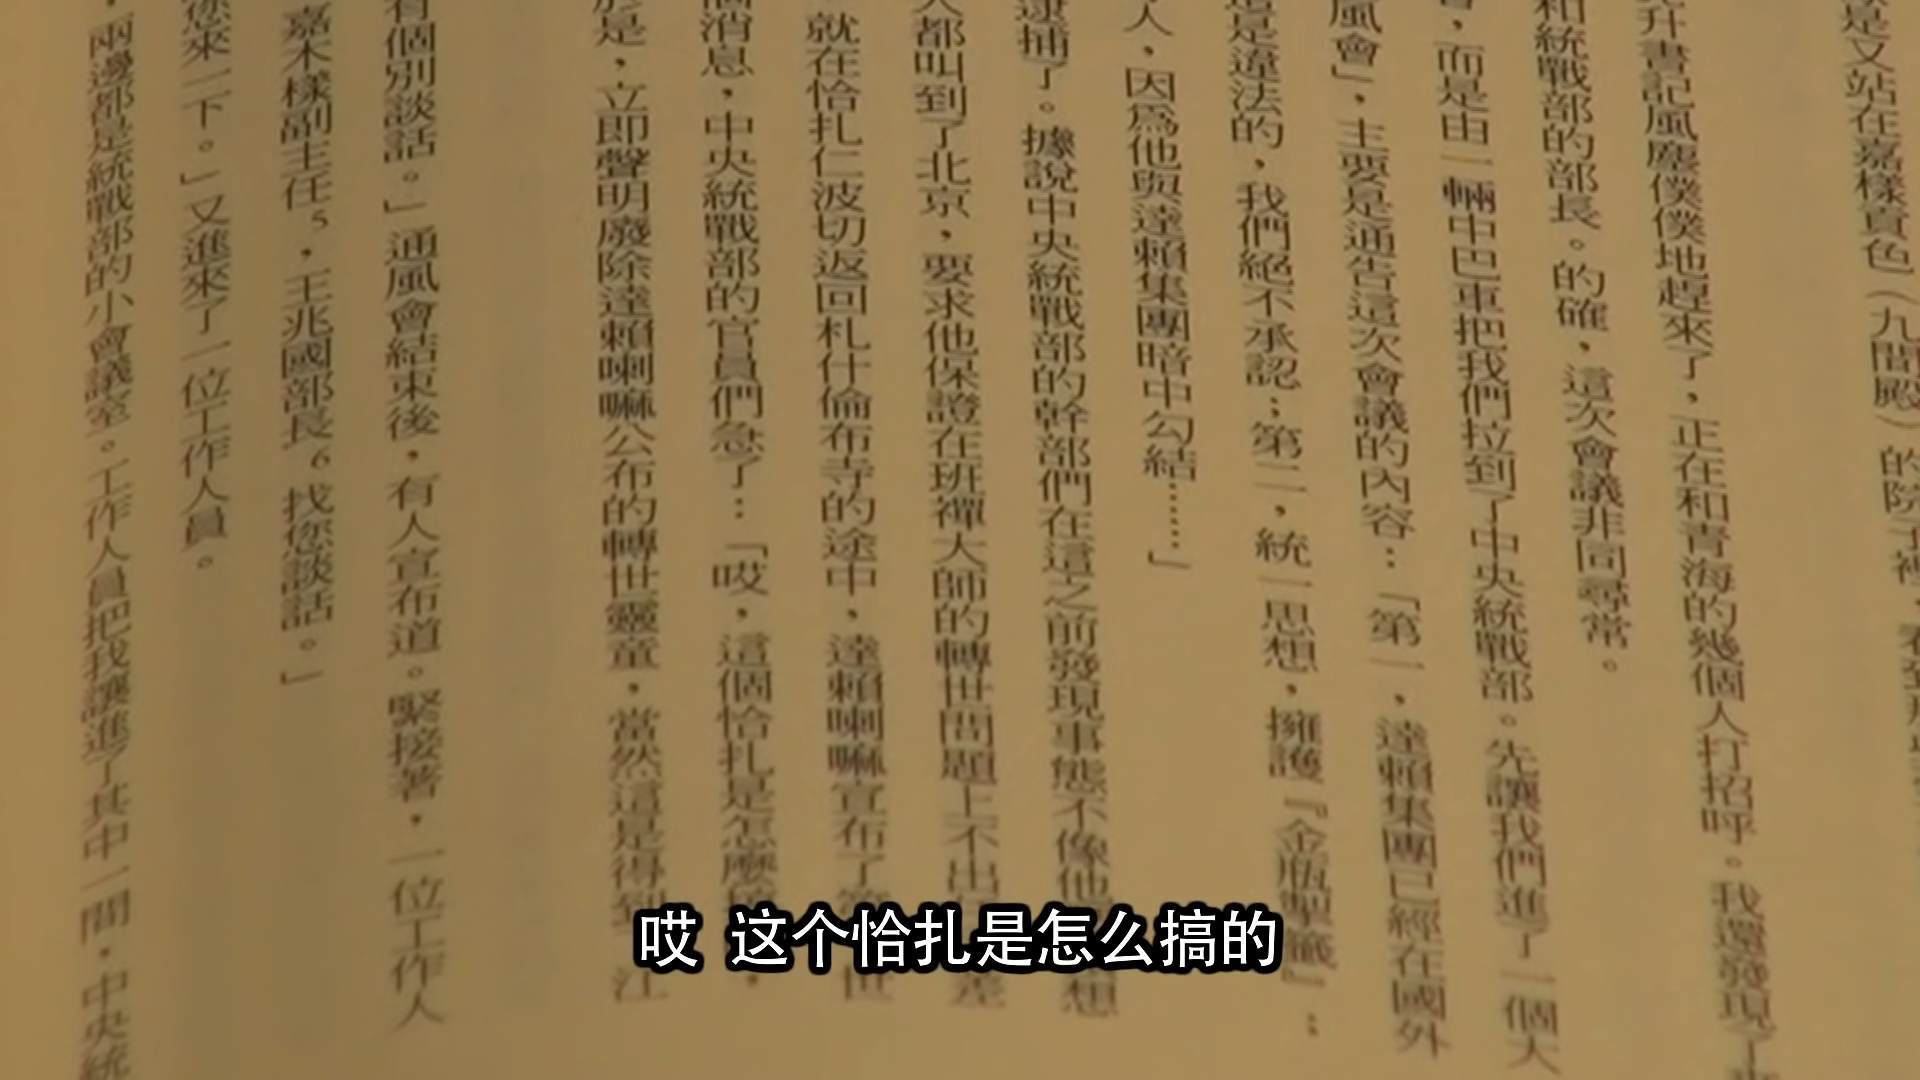 像是又站在嘉樣頁色（九間殿）的院子裡，看到那
升書記風塵僕僕地趕來了，正在和青海的幾個人打招呼。我還發現了
和統戰部的部長。的確，這次會議非同尋常。
，而是由一輛中巴車把我們拉到了中央統戰部。先讓我們進了一個大
風會」，主要是通告這次會議的內容：「第一，達賴集團已經在國外
這是違法的，我們絕不承認；第二，統一思想，擁護『金瓶掣籤』；
人，因爲他與達賴集團暗中勾結……」
逮捕了。據說中央統戰部的幹部們在這之前發現事態不像他 想
人都叫到了北京，要求他保證在班禪大師的轉世問題上不出 差
，就在恰扎仁波切返回札什倫布寺的途中，達賴喇嘛宣布了 世
個消息，中央統戰部的官員們急了：「哎，這個恰扎是怎麼
於是，立即聲明廢除達賴喇嘛公布的轉世靈童，當然這是得到 江
有個別談話。」通風會結束後，有人宣布道。緊接著，一位工作人
嘉木樣副主任5，王兆國部長6找您談話。」
您來一下。」又進來了一位工作人員。
，兩邊都是統戰部的小會議室。工作人員把我讓進了其中一間，中央統
哎 这个恰扎是怎么搞的